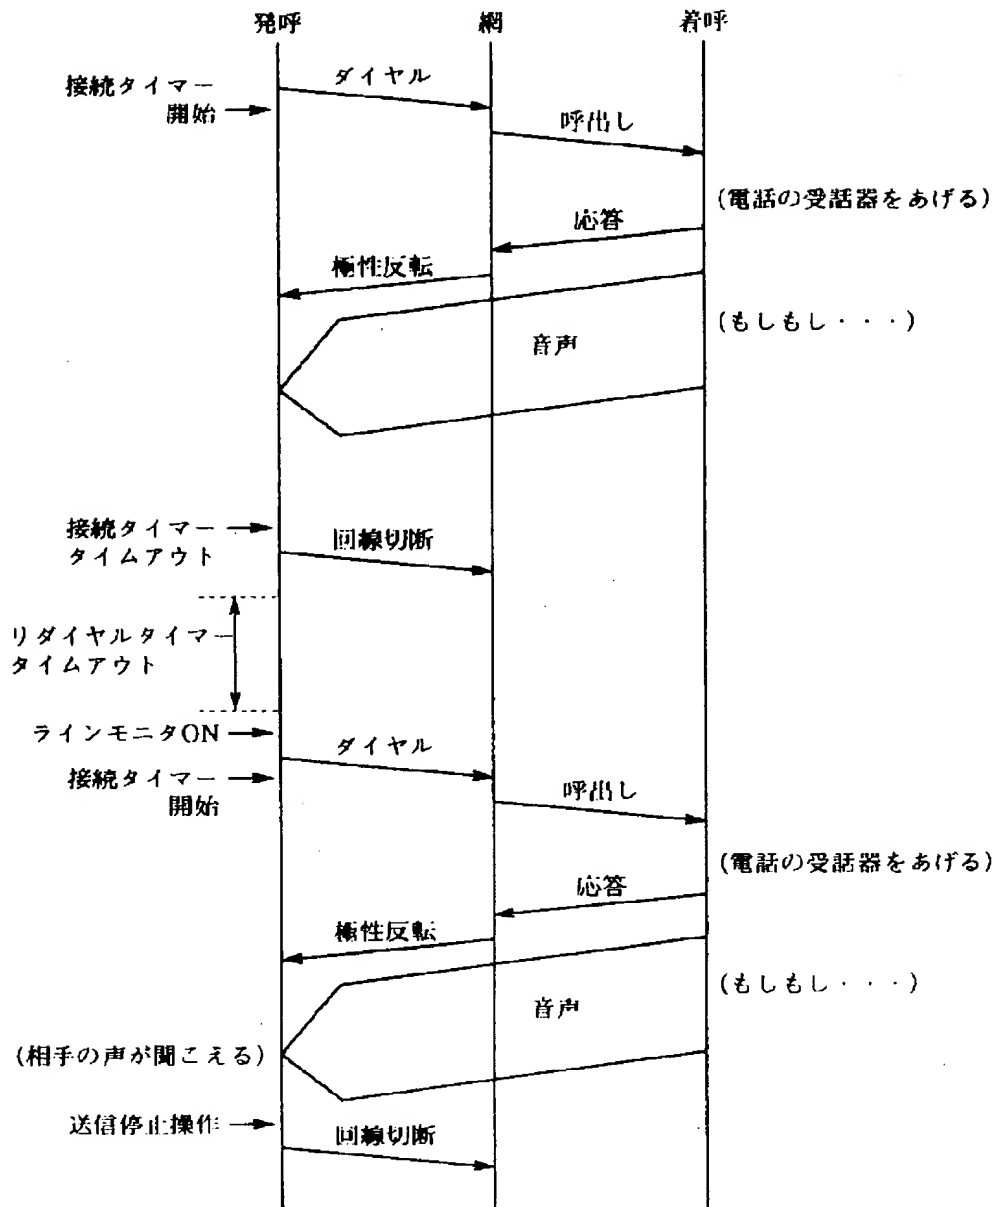 発呼
網
着呼
ダイヤル
接続タイマー
開始
呼出し
(電話の受話器をあげる)
応答
極性反転
(もしもし・・・)
音声
接続タイマー
タイムアウト
回線切断
リダイヤルタイマー
タイムアウト
ラインモニタON
ダイヤル
接続タイマー
開始
呼出し
(電話の受話器をあげる)
応答
極性反転
(もしもし・・・)
音声
(相手の声が聞こえる)
送信停止操作
回線切断